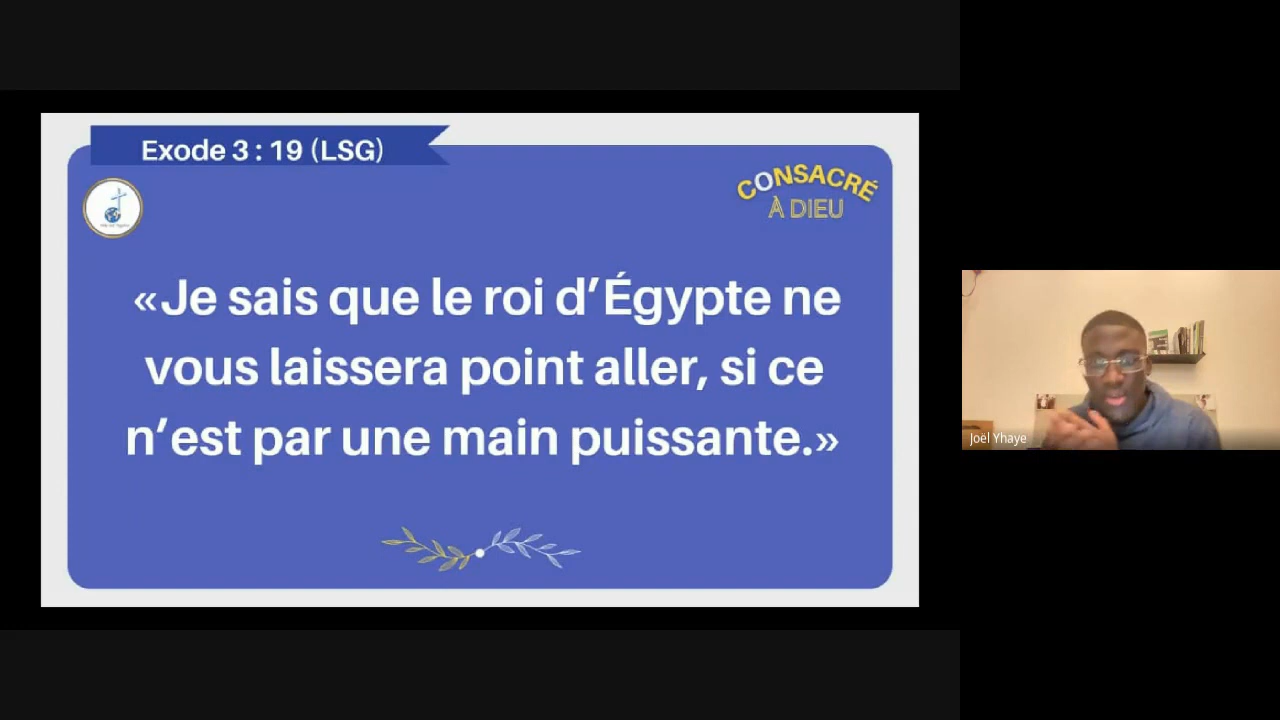 Exode 3 : 19 (LSG)
CONSACRÉ
À DIEU
«Je sais que le roi d’Égypte ne
vous laissera point aller, si ce
n’est par une main puissante.»
Joël Yhaye